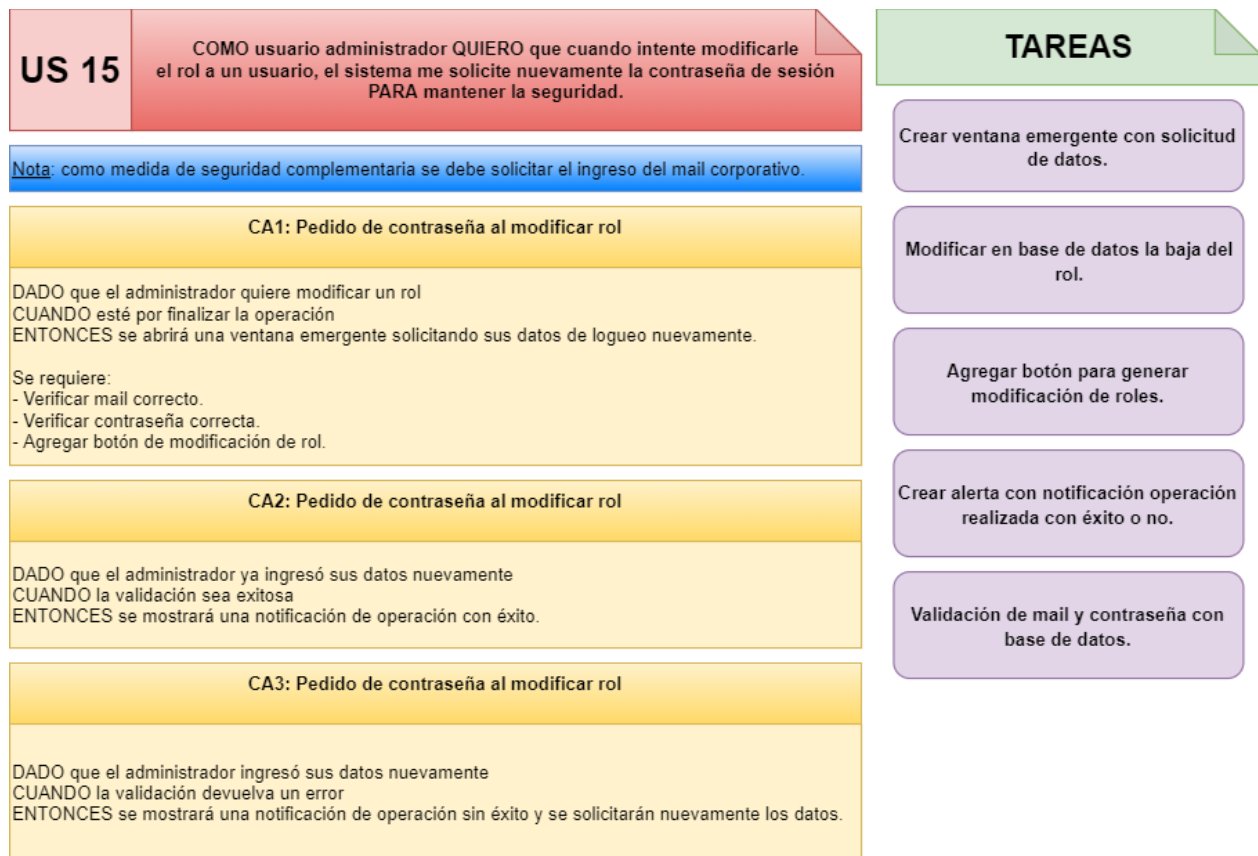 US 15
COMO usuario administrador QUIERO que cuando intente modificarle
el rol a un usuario, el sistema me solicite nuevamente la contraseña de sesión
PARA mantener la seguridad.
Nota: como medida de seguridad complementaria se debe solicitar el ingreso del mail corporativo.
CA1: Pedido de contraseña al modificar rol
DADO que el administrador quiere modificar un rol
CUANDO esté por finalizar la operación
ENTONCES se abrirá una ventana emergente solicitando sus datos de logueo nuevamente.
Se requiere:
- Verificar mail correcto.
- Verificar contraseña correcta.
- Agregar botón de modificación de rol.
CA2: Pedido de contraseña al modificar rol
DADO que el administrador ya ingresó sus datos nuevamente
CUANDO la validación sea exitosa
ENTONCES se mostrará una notificación de operación con éxito.
CA3: Pedido de contraseña al modificar rol
DADO que el administrador ingresó sus datos nuevamente
CUANDO la validación devuelva un error
ENTONCES se mostrará una notificación de operación sin éxito y se solicitarán nuevamente los datos.
TAREAS
Crear ventana emergente con solicitud
de datos.
Modificar en base de datos la baja del
rol.
Agregar botón para generar
modificación de roles.
Crear alerta con notificación operación
realizada con éxito o no.
Validación de mail y contraseña con
base de datos.